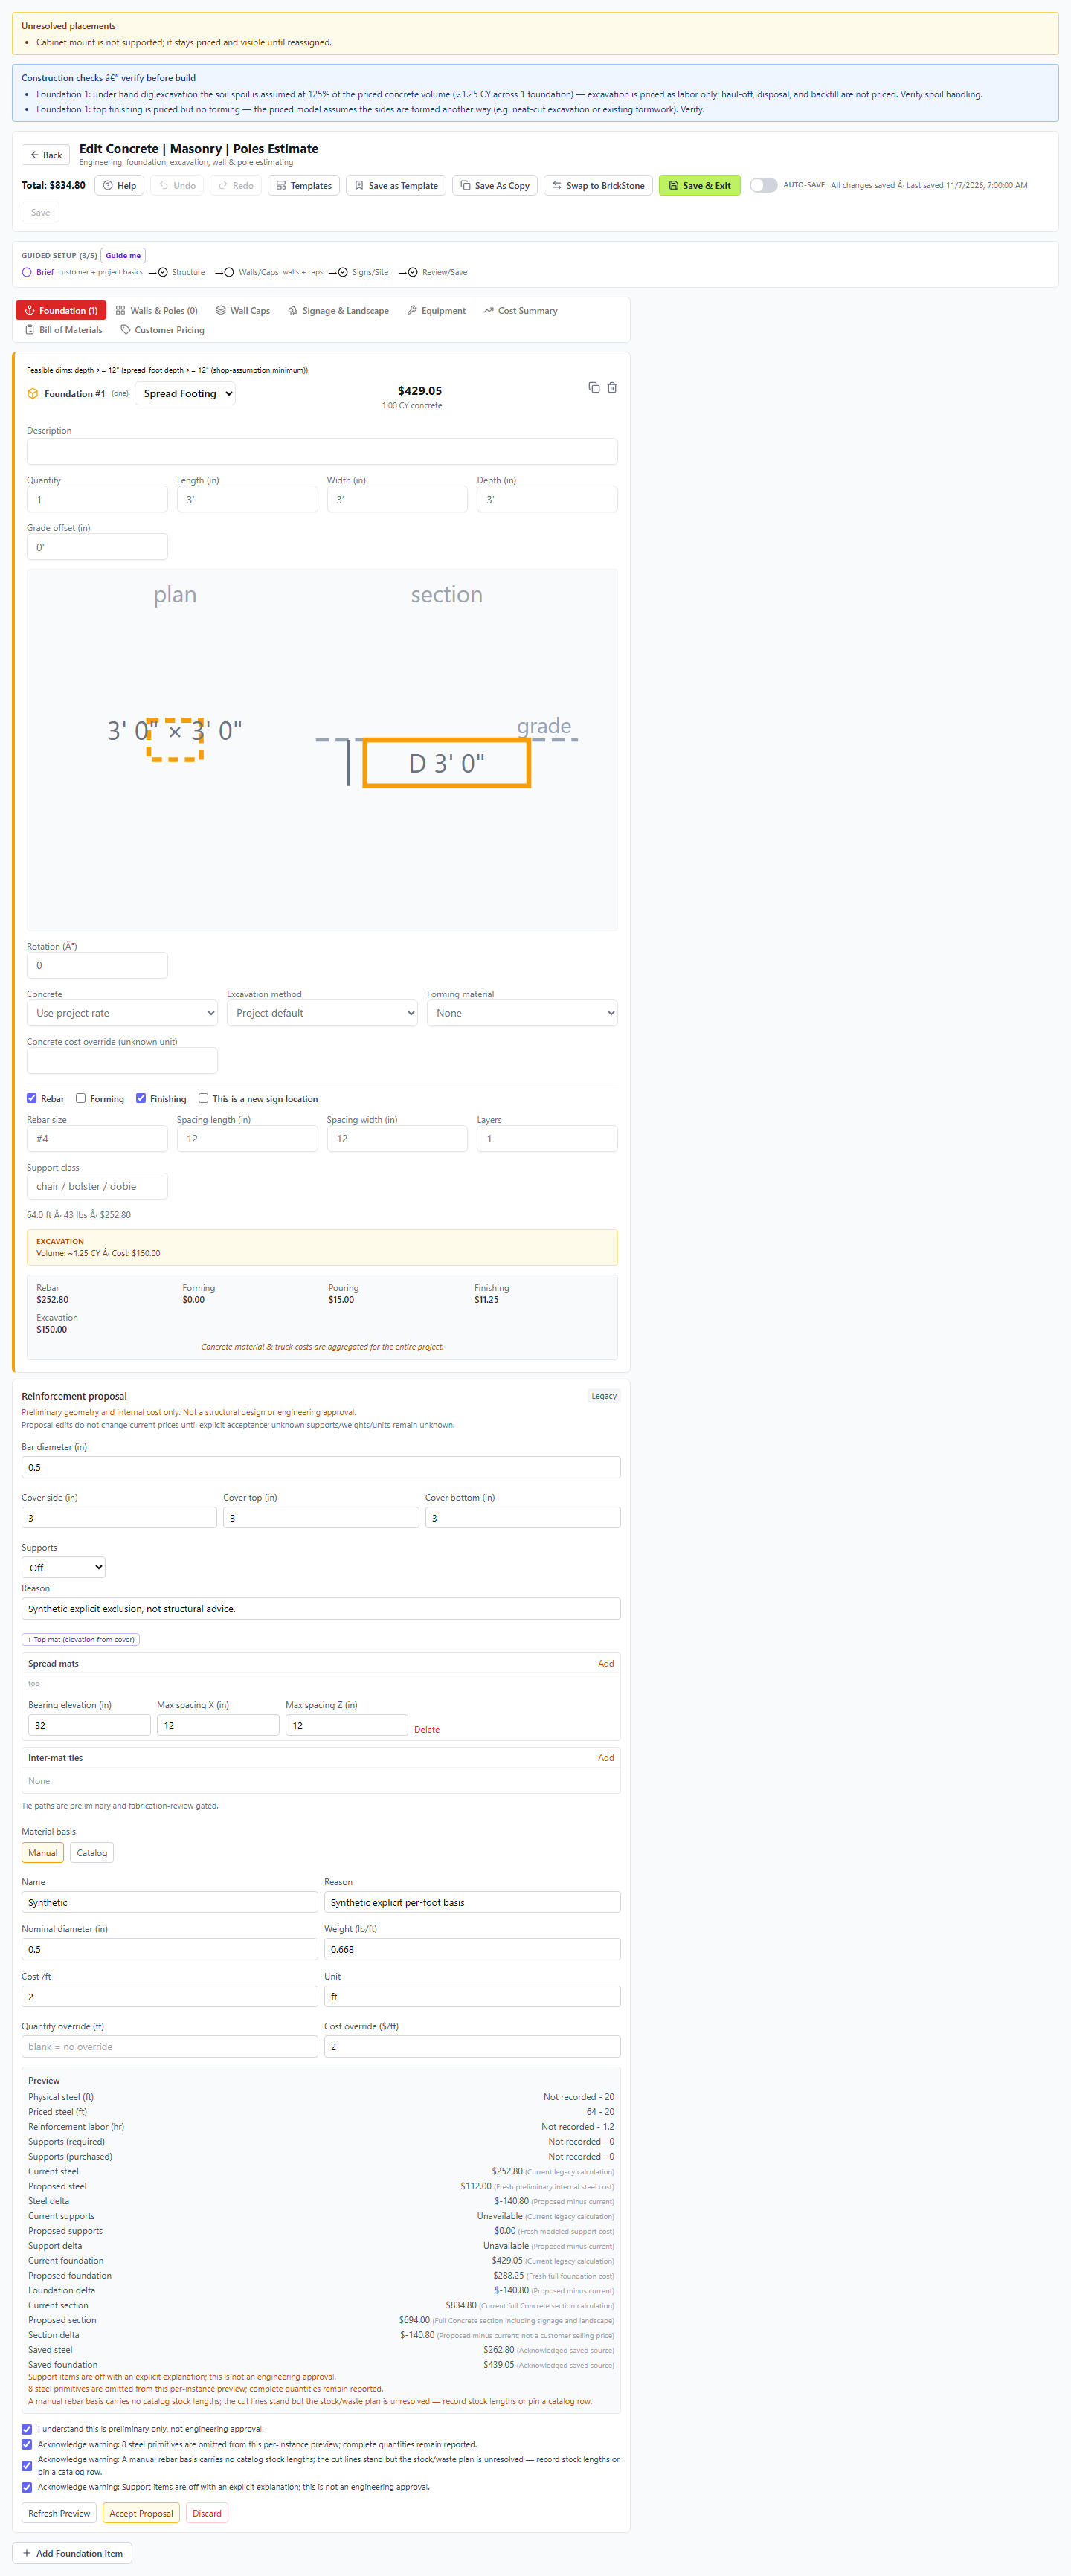 Unresolved placements
• Cabinet mount is not supported; it stays priced and visible until reassigned.
Construction checks â€” verify before build
• Foundation 1: under hand dig excavation the soil spoil is assumed at 125% of the priced concrete volume (≈1.25 CY across 1 foundation) — excavation is priced as labor only; haul-off, disposal, and backfill are not priced. Verify spoil handling.
• Foundation 1: top finishing is priced but no forming — the priced model assumes the sides are formed another way (e.g. neat-cut excavation or existing formwork). Verify.
Back
Edit Concrete | Masonry | Poles Estimate
Engineering, foundation, excavation, wall & pole estimating
Total: $834.80 Help Undo Redo Templates Save as Template Save As Copy Swap to BrickStone Save & Exit AUTO-SAVE All changes saved Â· Last saved 11/7/2026, 7:00:00 AM
Save
GUIDED SETUP (3/5) Guide me
Brief customer + project basics → Structure → Walls/Caps walls + caps → Signs/Site → Review/Save
Foundation (1) Walls & Poles (0) Wall Caps Signage & Landscape Equipment Cost Summary
Bill of Materials Customer Pricing
Feasible dims: depth >= 12" (spread_foot depth >= 12" (shop-assumption minimum))
Foundation #1 (one) Spread Footing $429.05
1.00 CY concrete
Description
Quantity Length (in) Width (in) Depth (in)
1 3' 3' 3'
Grade offset (in)
0"
plan section
3' 0" × 3' 0" grade
D 3' 0"
Rotation (Â°)
0
Concrete Excavation method Forming material
Use project rate Project default None
Concrete cost override (unknown unit)
Rebar Forming Finishing This is a new sign location
Rebar size Spacing length (in) Spacing width (in) Layers
#4 12 12 1
Support class
chair / bolster / dobie
64.0 ft Â· 43 lbs Â· $252.80
EXCAVATION
Volume: ~1.25 CY Â· Cost: $150.00
Rebar Forming Pouring Finishing
$252.80 $0.00 $15.00 $11.25
Excavation
$150.00
Concrete material & truck costs are aggregated for the entire project.
Reinforcement proposal Legacy
Preliminary geometry and internal cost only. Not a structural design or engineering approval.
Proposal edits do not change current prices until explicit acceptance; unknown supports/weights/units remain unknown.
Bar diameter (in)
0.5
Cover side (in) Cover top (in) Cover bottom (in)
3 3 3
Supports
Off
Reason
Synthetic explicit exclusion, not structural advice.
+ Top mat (elevation from cover)
Spread mats Add
top
Bearing elevation (in) Max spacing X (in) Max spacing Z (in)
32 12 12 Delete
Inter-mat ties Add
None.
Tie paths are preliminary and fabrication-review gated.
Material basis
Manual Catalog
Name Reason
Synthetic Synthetic explicit per-foot basis
Nominal diameter (in) Weight (lb/ft)
0.5 0.668
Cost /ft Unit
2 ft
Quantity override (ft) Cost override ($/ft)
blank = no override 2
Preview
Physical steel (ft) Not recorded - 20
Priced steel (ft) 64 - 20
Reinforcement labor (hr) Not recorded - 1.2
Supports (required) Not recorded - 0
Supports (purchased) Not recorded - 0
Current steel $252.80 (Current legacy calculation)
Proposed steel $112.00 (Fresh preliminary internal steel cost)
Steel delta $-140.80 (Proposed minus current)
Current supports Unavailable (Current legacy calculation)
Proposed supports $0.00 (Fresh modeled support cost)
Support delta Unavailable (Proposed minus current)
Current foundation $429.05 (Current legacy calculation)
Proposed foundation $288.25 (Fresh full foundation cost)
Foundation delta $-140.80 (Proposed minus current)
Current section $834.80 (Current full Concrete section calculation)
Proposed section $694.00 (Full Concrete section including signage and landscape)
Section delta $-140.80 (Proposed minus current; not a customer selling price)
Saved steel $262.80 (Acknowledged saved source)
Saved foundation $439.05 (Acknowledged saved source)
Support items are off with an explicit explanation; this is not an engineering approval.
8 steel primitives are omitted from this per-instance preview; complete quantities remain reported.
A manual rebar basis carries no catalog stock lengths; the cut lines stand but the stock/waste plan is unresolved — record stock lengths or pin a catalog row.
I understand this is preliminary only, not engineering approval.
Acknowledge warning: 8 steel primitives are omitted from this per-instance preview; complete quantities remain reported.
Acknowledge warning: A manual rebar basis carries no catalog stock lengths; the cut lines stand but the stock/waste plan is unresolved — record stock lengths or
pin a catalog row.
Acknowledge warning: Support items are off with an explicit explanation; this is not an engineering approval.
Refresh Preview Accept Proposal Discard
+ Add Foundation Item